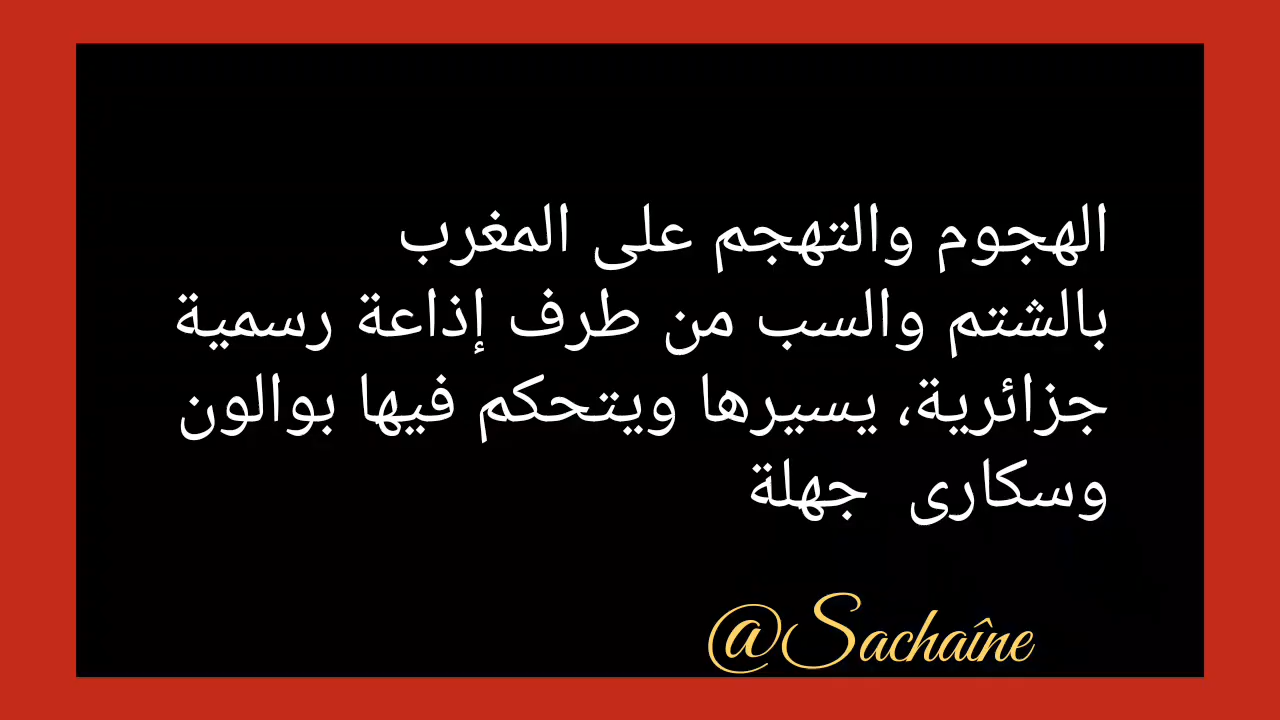 الهجوم والتهجم على المغرب
بالشتم والسب من طرف إذاعة رسمية
جزائرية، يسيرها ويتحكم فيها بوالون
وسكارى  جهلة
@Sachaîne